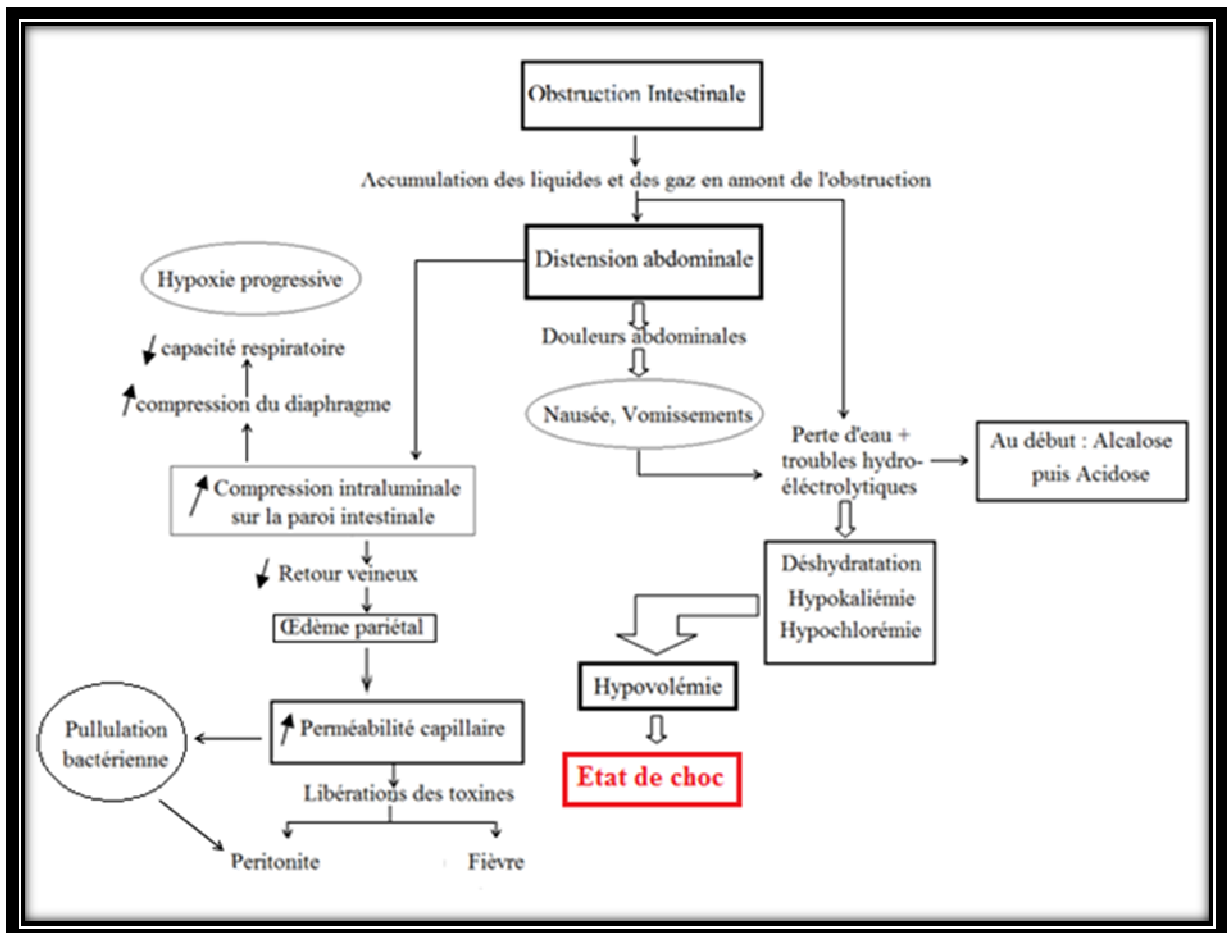 Obstruction Intestinale
Accumulation des liquides et des gaz en amont de l'obstruction
Distension abdominale
Hypoxie progressive
Douleurs abdominales
capacité respiratoire
compression du diaphragme
Nausée, Vomissements
Perte d'eau +
troubles hydro-
éléctrolytiques
Au début : Alcalose
puis Acidose
Compression intraluminale
sur la paroi intestinale
Retour veineux
Œdème pariétal
Déshydratation
Hypokaliémie
Hypochlorémie
Hypovolémie
Etat de choc
Perméabilité capillaire
Pullulation
bactérienne
Libérations des toxines
Peritonite
Fièvre